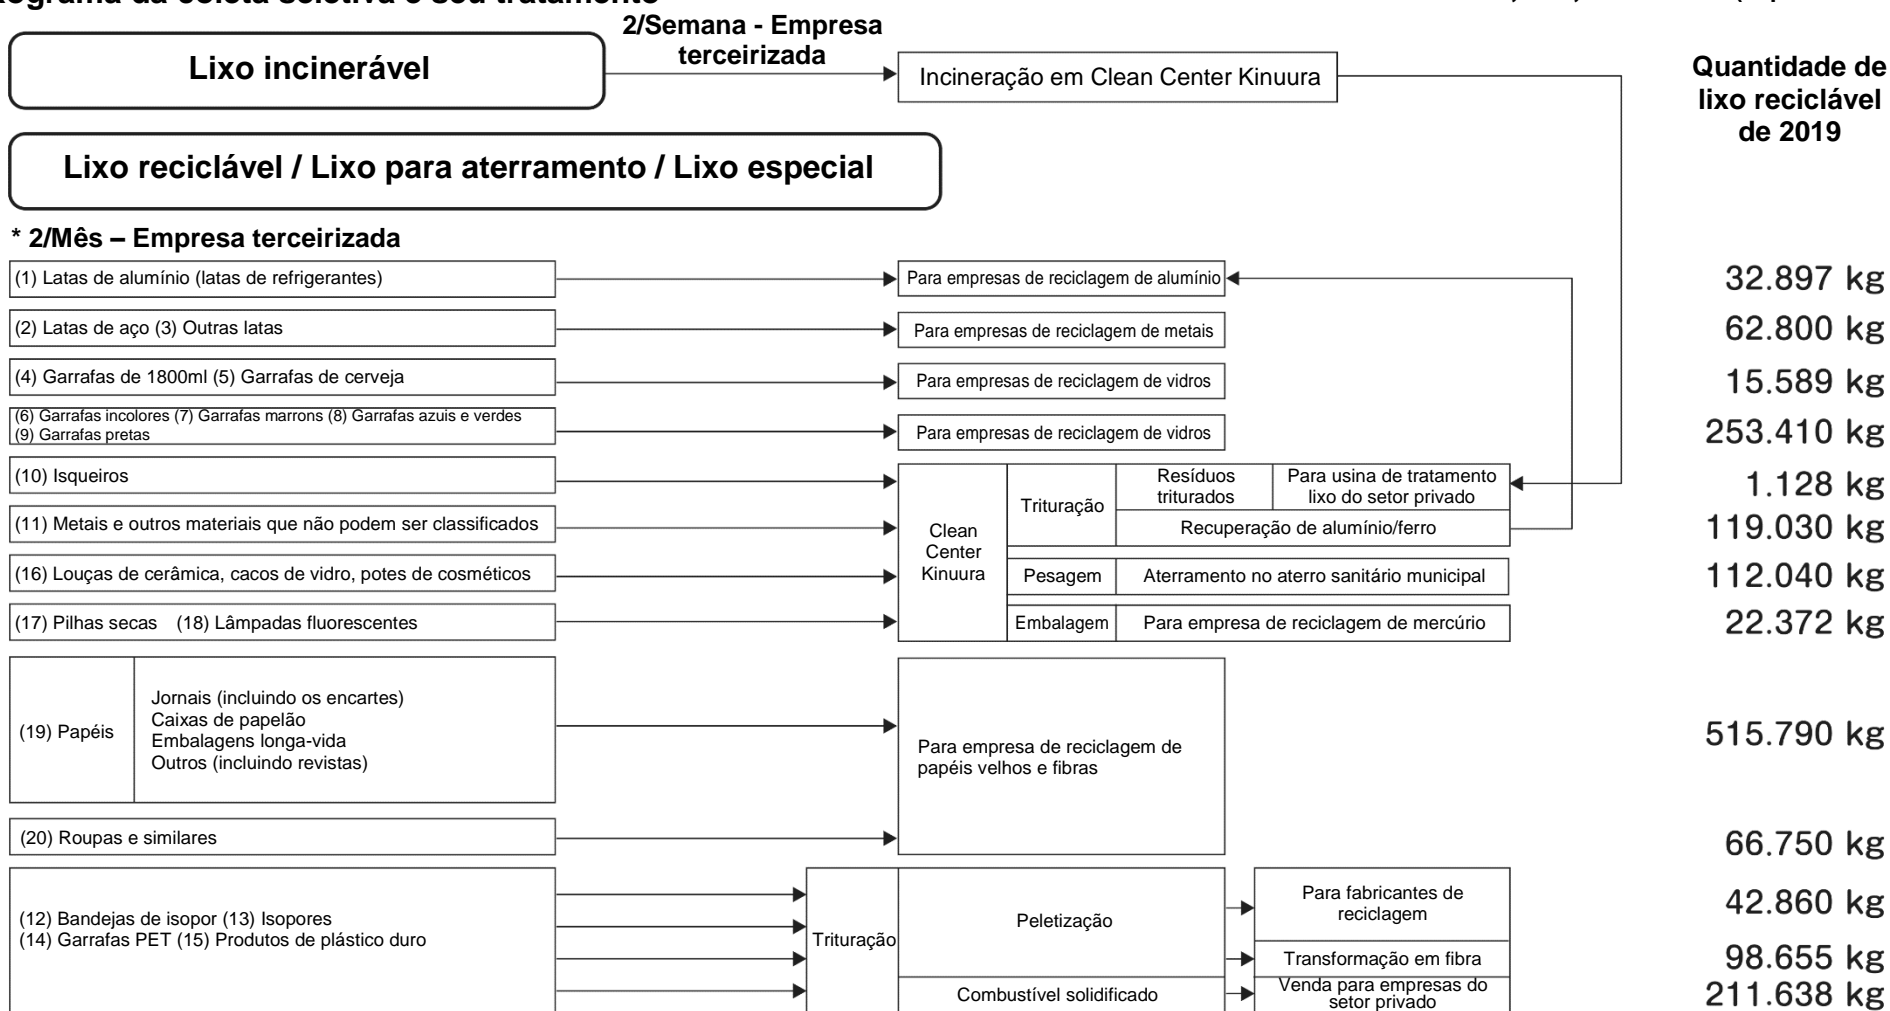 da coleta seletiva e seu tratamento
2/Semana - Empresa
terceirizada
Lixo incinerável
Incineração em Clean Center Kinuura
Quantidade de
lixo reciclável
de 2019
Lixo reciclável / Lixo para aterramento / Lixo especial
* 2/Mês – Empresa terceirizada
(1) Latas de alumínio (latas de refrigerantes)
Para empresas de reciclagem de alumínio
32.897 kg
(2) Latas de aço (3) Outras latas
Para empresas de reciclagem de metais
62.800 kg
(4) Garrafas de 1800ml (5) Garrafas de cerveja
Para empresas de reciclagem de vidros
15.589 kg
(6) Garrafas incolores (7) Garrafas marrons (8) Garrafas azuis e verdes
(9) Garrafas pretas
Para empresas de reciclagem de vidros
253.410 kg
(10) Isqueiros
1.128 kg
(11) Metais e outros materiais que não podem ser classificados
119.030 kg
(16) Louças de cerâmica, cacos de vidro, potes de cosméticos
112.040 kg
(17) Pilhas secas (18) Lâmpadas fluorescentes
22.372 kg
Clean
Center
Kinuura
Trituração
Resíduos
triturados
Para usina de tratamento
lixo do setor privado
Recuperação de alumínio/ferro
Pesagem
Aterramento no aterro sanitário municipal
Embalagem
Para empresa de reciclagem de mercúrio
(19) Papéis
Jornais (incluindo os encartes)
Caixas de papelão
Embalagens longa-vida
Outros (incluindo revistas)
Para empresa de reciclagem de
papéis velhos e fibras
515.790 kg
(20) Roupas e similares
66.750 kg
(12) Bandejas de isopor (13) Isopores
(14) Garrafas PET (15) Produtos de plástico duro
Trituração
Peletização
Para fabricantes de
reciclagem
42.860 kg
Transformação em fibra
98.655 kg
Combustível solidificado
Venda para empresas do
setor privado
211.638 kg